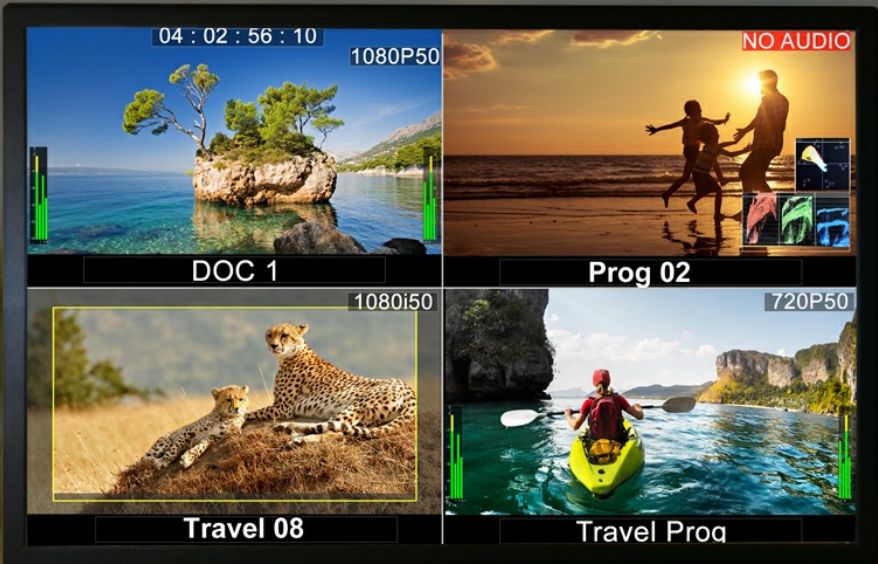 04 : 02 : 56 : 10
1080P50
NO AUDIO
DOC 1
Prog 02
1080i50
720P50
Travel 08
Travel Prog